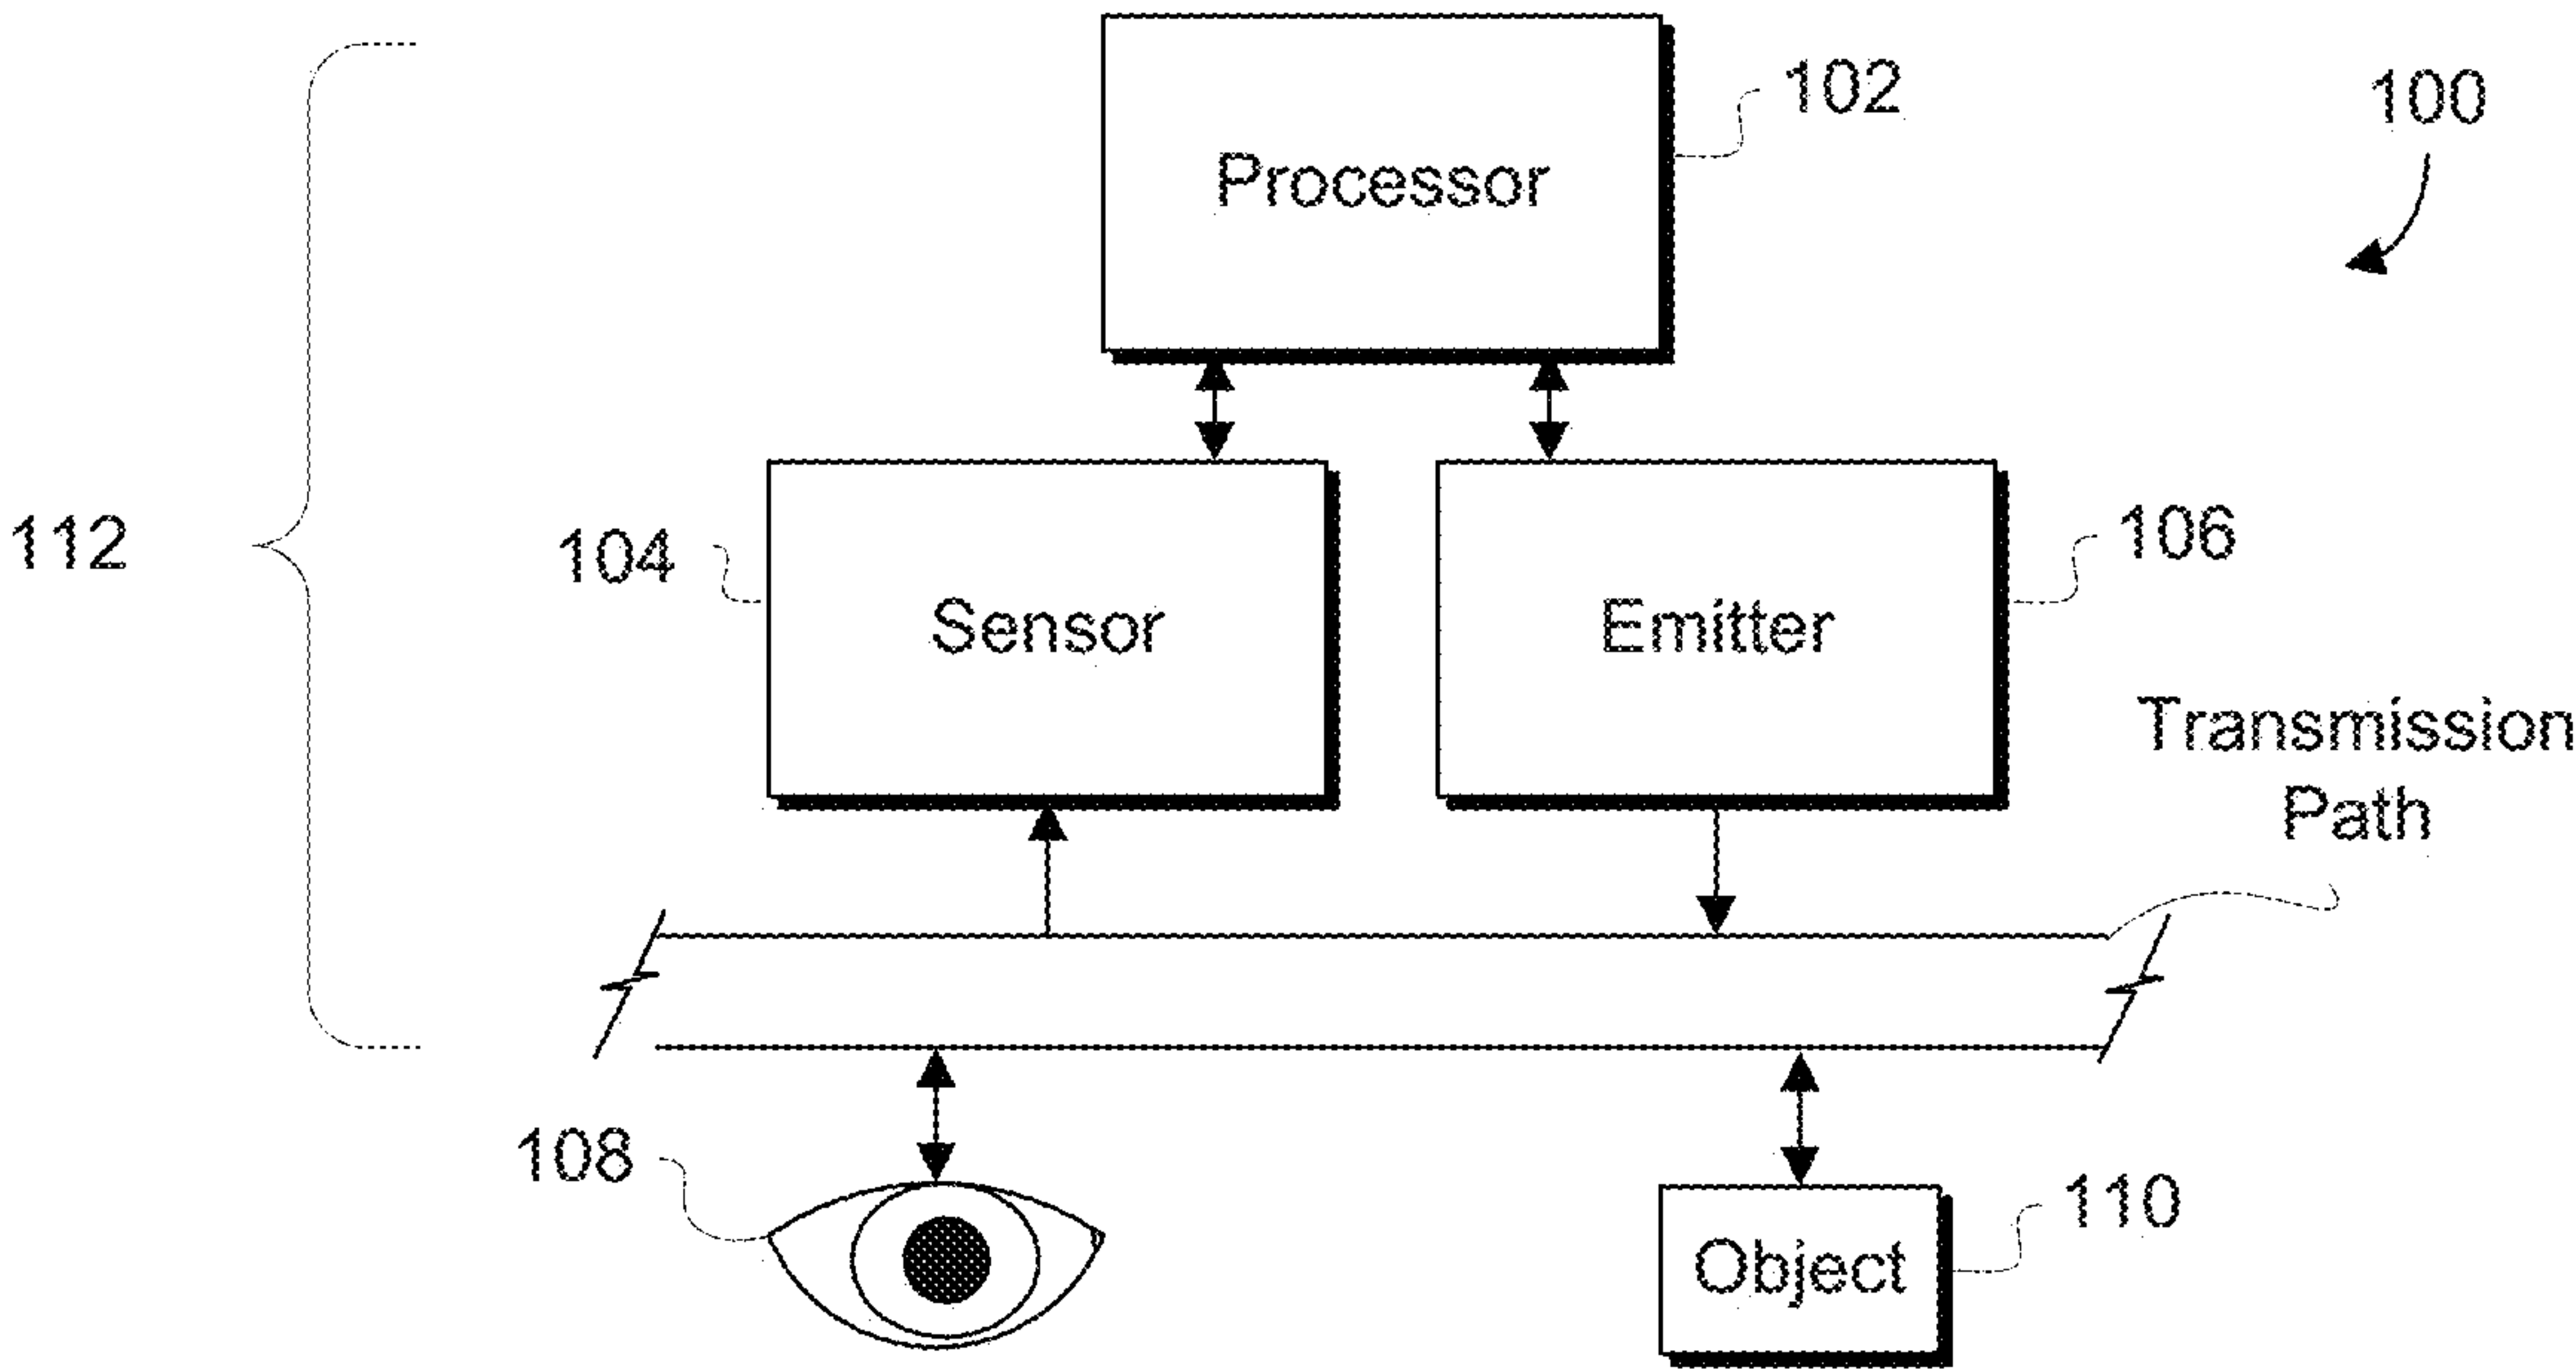 Processor
102
100
112
104
Sensor
Emitter
106
Transmission
Path
108
Object
110